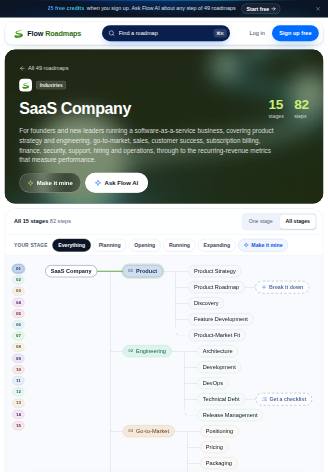 25 free credits when you sign up. Ask Flow AI about any step of 49 roadmaps Start free →
Flow Roadmaps
Find a roadmap ⌘K
Log in
Sign up free
← All 49 roadmaps
Industries
SaaS Company
15 stages
82 steps
For founders and new leaders running a software-as-a-service business, covering product
strategy and engineering, go-to-market, sales, customer success, subscription billing,
finance, security, support, hiring and operations, through to the recurring-revenue metrics
that measure performance.
Make it mine
Ask Flow AI
All 15 stages 82 steps
One stage
All stages
YOUR STAGE
Everything
Planning
Opening
Running
Expanding
Make it mine
01
02
03
04
05
06
07
08
09
10
11
12
13
14
15
SaaS Company
01 Product
Product Strategy
Product Roadmap
Break it down
Discovery
Feature Development
Product-Market Fit
02 Engineering
Architecture
Development
DevOps
Technical Debt
Get a checklist
Release Management
03 Go-to-Market
Positioning
Pricing
Packaging